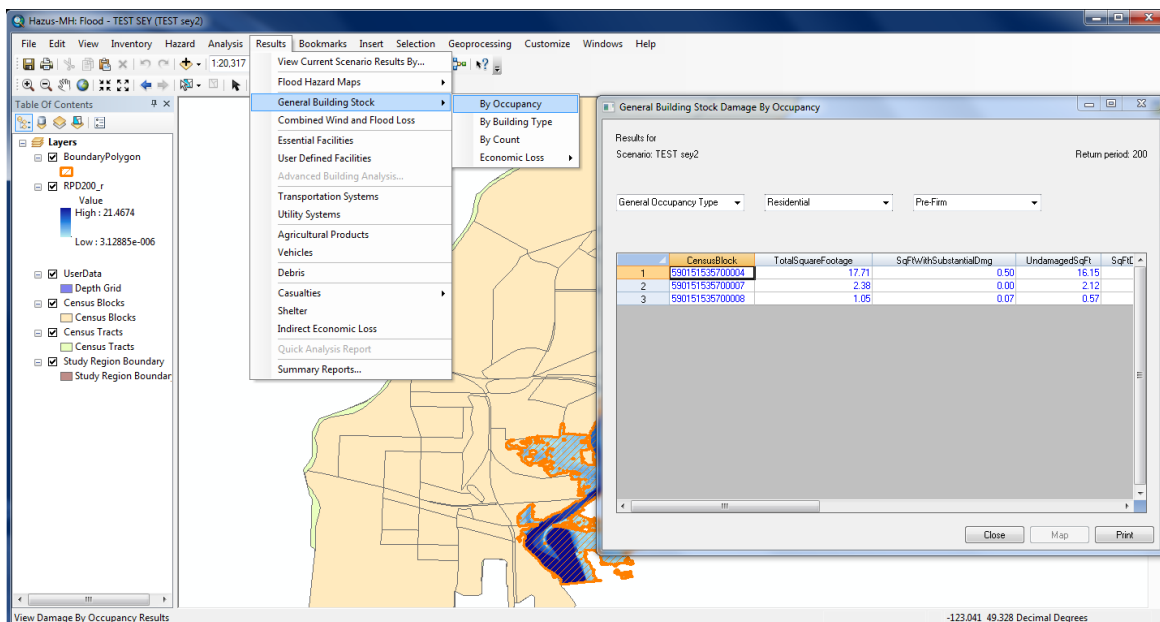 Hazus-MH: Flood - TEST SEY (TEST sey2)
File Edit View Inventory Hazard Analysis Results Bookmarks Insert Selection Geoprocessing Customize Windows Help
1:20,317
Table Of Contents
Layers
BoundaryPolygon
RPD200_r
Value
High : 21.4674
Low : 3.12885e-006
UserData
Depth Grid
Census Blocks
Census Blocks
Census Tracts
Census Tracts
Study Region Boundary
Study Region Boundar
View Current Scenario Results By...
Flood Hazard Maps
General Building Stock
Combined Wind and Flood Loss
Essential Facilities
User Defined Facilities
Advanced Building Analysis...
Transportation Systems
Utility Systems
Agricultural Products
Vehicles
Debris
Casualties
Shelter
Indirect Economic Loss
Quick Analysis Report
Summary Reports...
By Occupancy
By Building Type
By Count
Economic Loss
General Building Stock Damage By Occupancy
Results for
Scenario: TEST sey2 Return period: 200
General Occupancy Type Residential Pre-Firm
CensusBlock TotalSquareFootage SqFtWithSubstantialDmg UndamagedSqFt SqFtD
1 590151535700004 17.71 0.50 16.15
2 590151535700007 2.38 0.00 2.12
3 590151535700008 1.05 0.07 0.57
Close Map Print
View Damage By Occupancy Results -123.041 49.328 Decimal Degrees